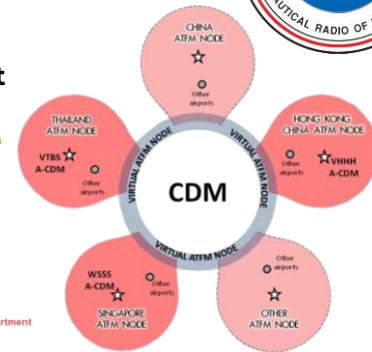 AUTICAL RADIO OF T
CHINA
ATFM NODE
Other
airports
t
THAILAND
ATFM NODE
VTBS
A-CDM
Other
airports
HONG KONG
CHINA ATFM NODE
VHHH
A-CDM
Other
airports
VIRTUAL ATFM NODE
VIRTUAL ATFM NODE
CDM
VIRTUAL ATFM NODE
WSSS
A-CDM
Other
airports
SINGAPORE
ATFM NODE
Other
airports
OTHER
ATFM NODE
artment